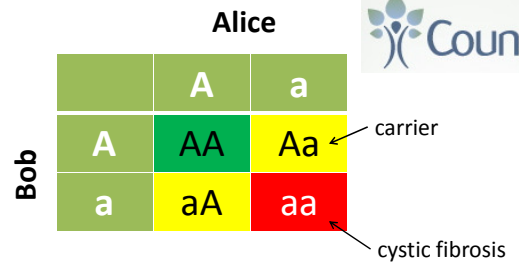 Alice
Coun
A a
Bob
A AA Aa
carrier
a aA aa
cystic fibrosis